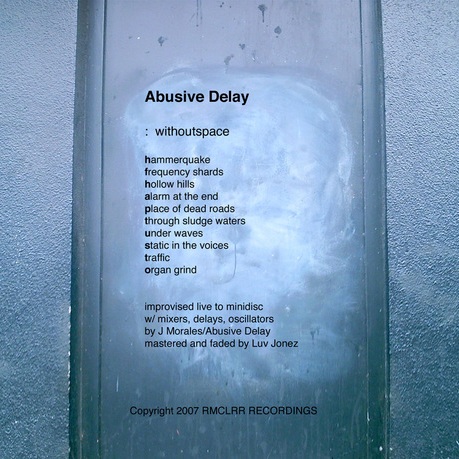 Abusive Delay
: withoutspace
hammerquake
frequency shards
hollow hills
alarm at the end
place of dead roads
through sludge waters
under waves
static in the voices
traffic
organ grind
improvised live to minidisc
w/ mixers, delays, oscillators
by J Morales/Abusive Delay
mastered and faded by Luv Jonez
Copyright 2007 RMCLRR RECORDINGS